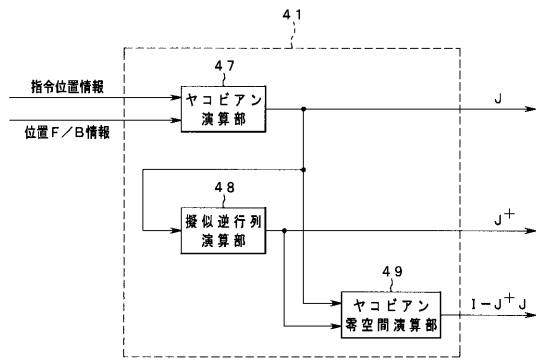 41
47
指令位置情報
ヤコビアン
演算部
J
位置F/B情報
48
擬似逆行列
演算部
J+
49
ヤコビアン
零空間演算部
I-J+J